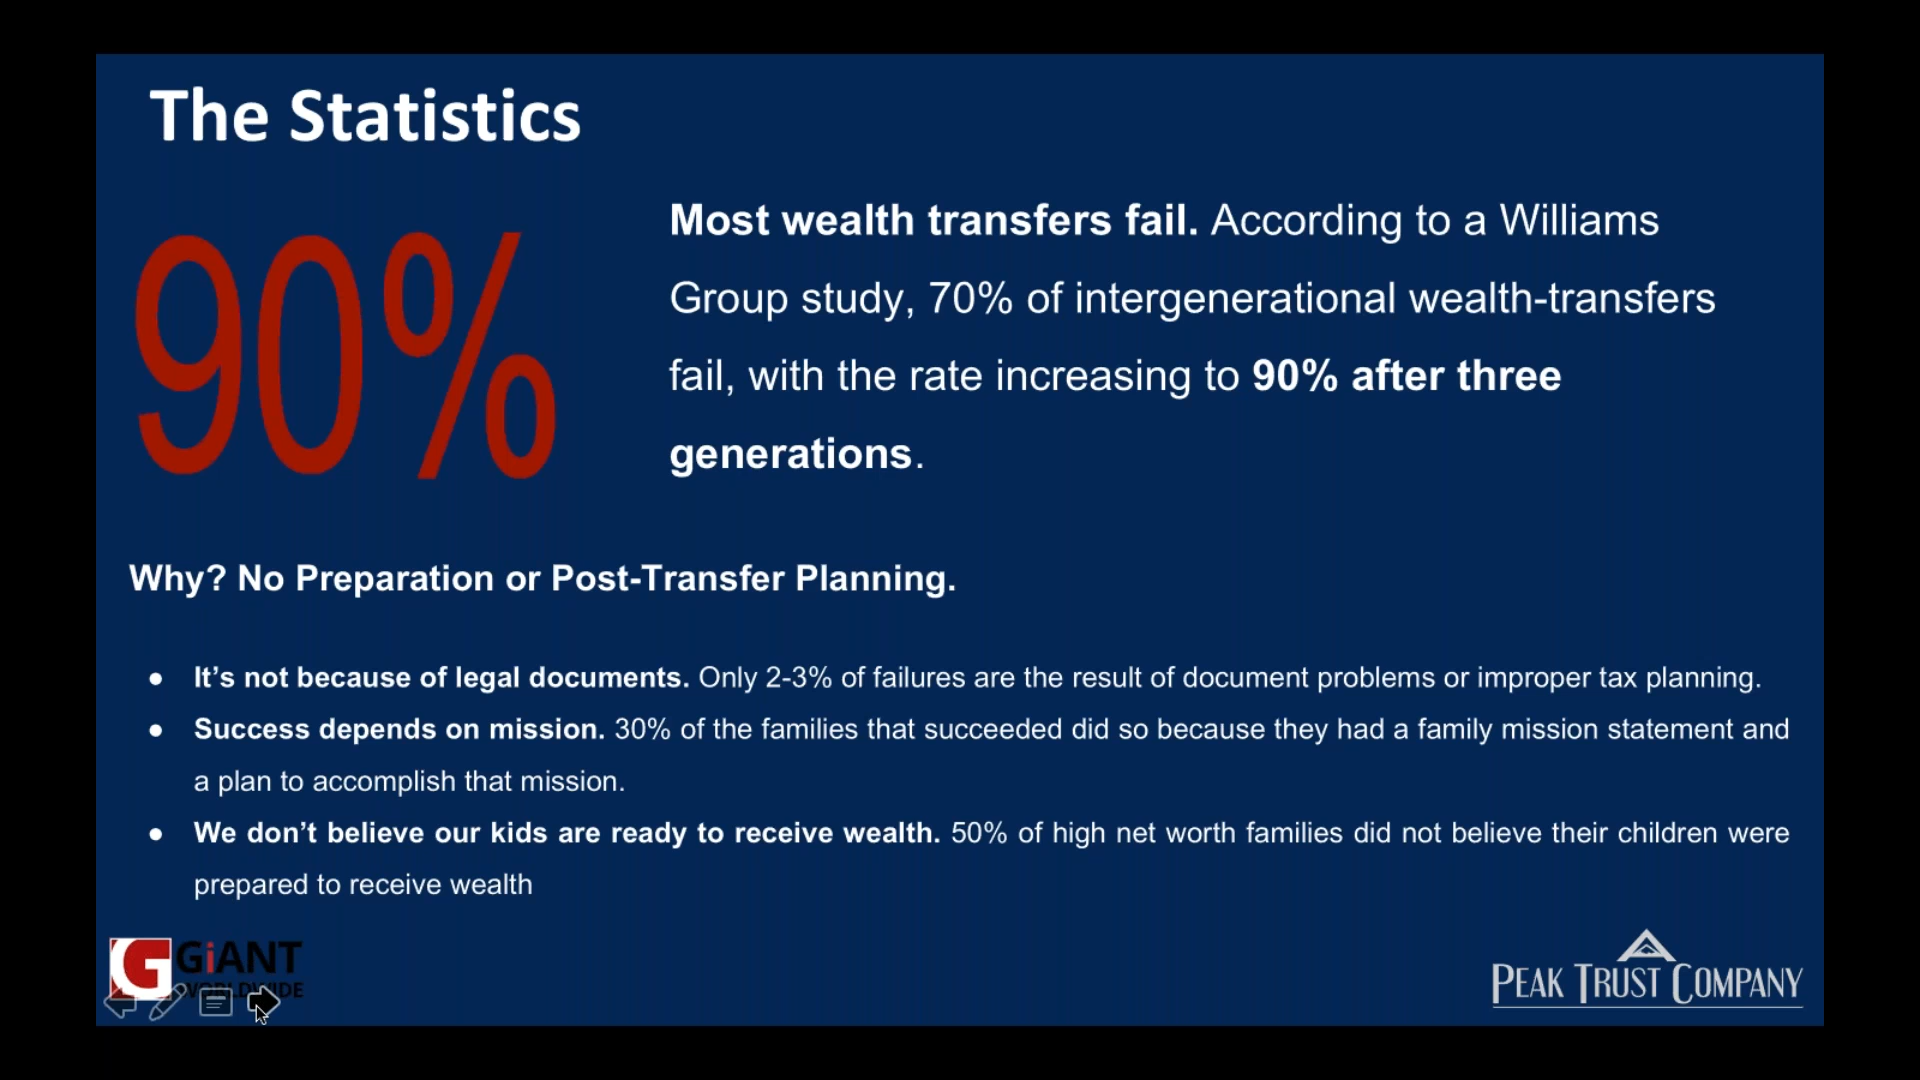 The Statistics
90%
Most wealth transfers fail. According to a Williams
Group study, 70% of intergenerational wealth-transfers
fail, with the rate increasing to 90% after three
generations.
Why? No Preparation or Post-Transfer Planning.
● It’s not because of legal documents. Only 2-3% of failures are the result of document problems or improper tax planning.
● Success depends on mission. 30% of the families that succeeded did so because they had a family mission statement and
a plan to accomplish that mission.
● We don’t believe our kids are ready to receive wealth. 50% of high net worth families did not believe their children were
prepared to receive wealth
G GiANT
WORLDWIDE
PEAK TRUST COMPANY